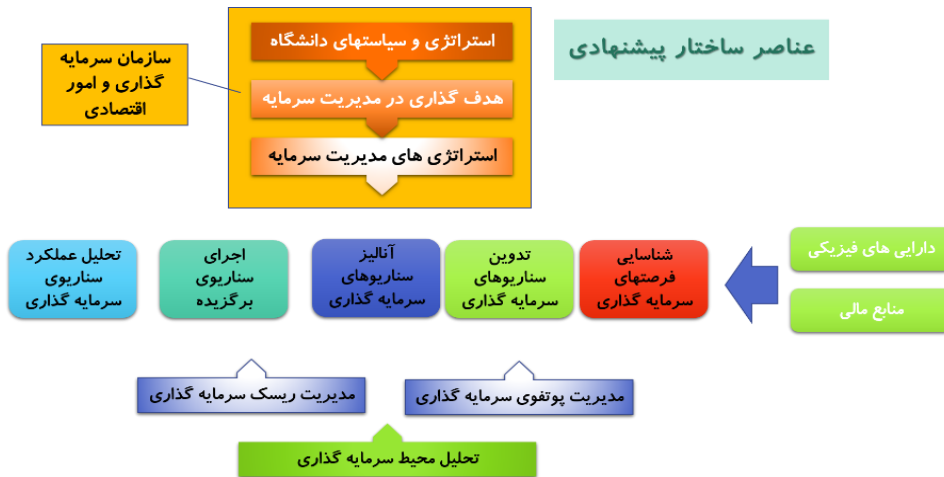 عناصر ساختار پیشنهادی
استراتژی و سیاستهای دانشگاه
هدف گذاری در مدیریت سرمایه
استراتژی های مدیریت سرمایه
سازمان سرمایه
گذاری و امور
اقتصادی
دارایی های فیزیکی
منابع مالی
شناسایی
فرصتهای
سرمایه گذاری
تدوین
سناریوهای
سرمایه گذاری
آنالیز
سناریوهای
سرمایه گذاری
اجرای
سناریوی
برگزیده
تحلیل عملکرد
سناریوی
سرمایه گذاری
مدیریت پوتفوی سرمایه گذاری
مدیریت ریسک سرمایه گذاری
تحلیل محیط سرمایه گذاری